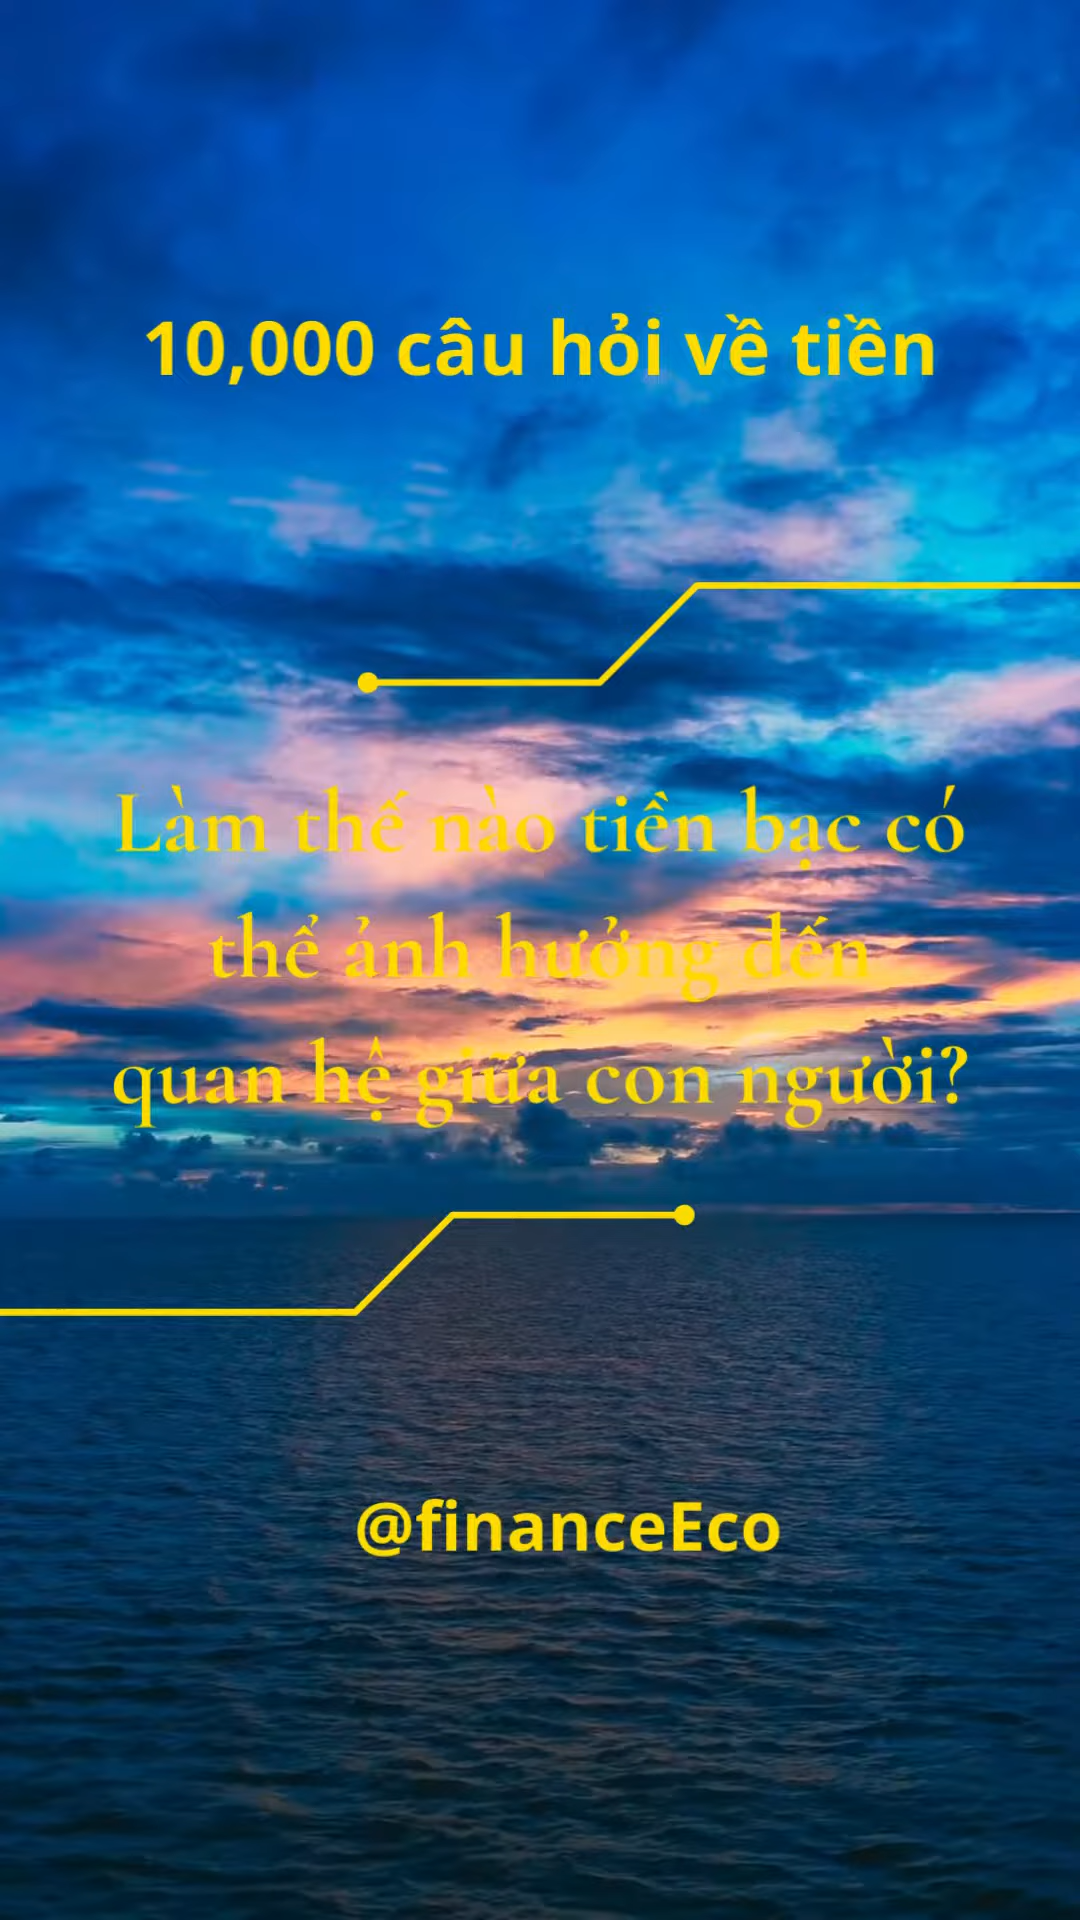 10,000 câu hỏi về tiền
Làm thế nào tiền bạc có
thể ảnh hưởng đến
quan hệ giữa con người?
@financeEco